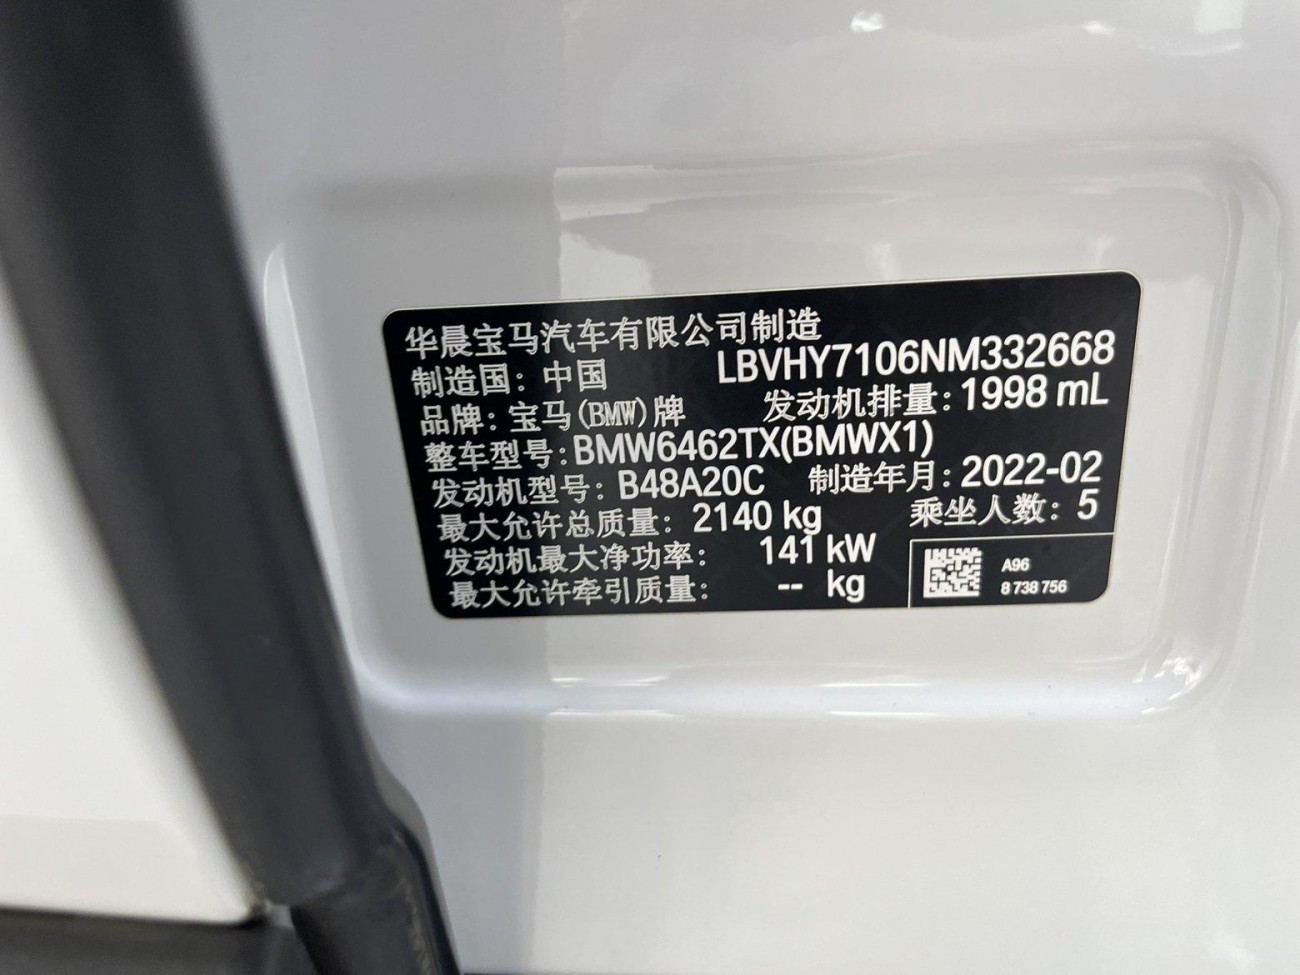 华晨宝马汽车有限公司制造
制造国：中国 LBVHY7106NM332668
品牌：宝马(BMW)牌 发动机排量：1998 mL
整车型号：BMW6462TX(BMWX1)
发动机型号：B48A20C 制造年月：2022-02
最大允许总质量：2140 kg 乘坐人数：5
发动机最大净功率：141 kW
最大允许牵引质量：-- kg
A96
8 738 756